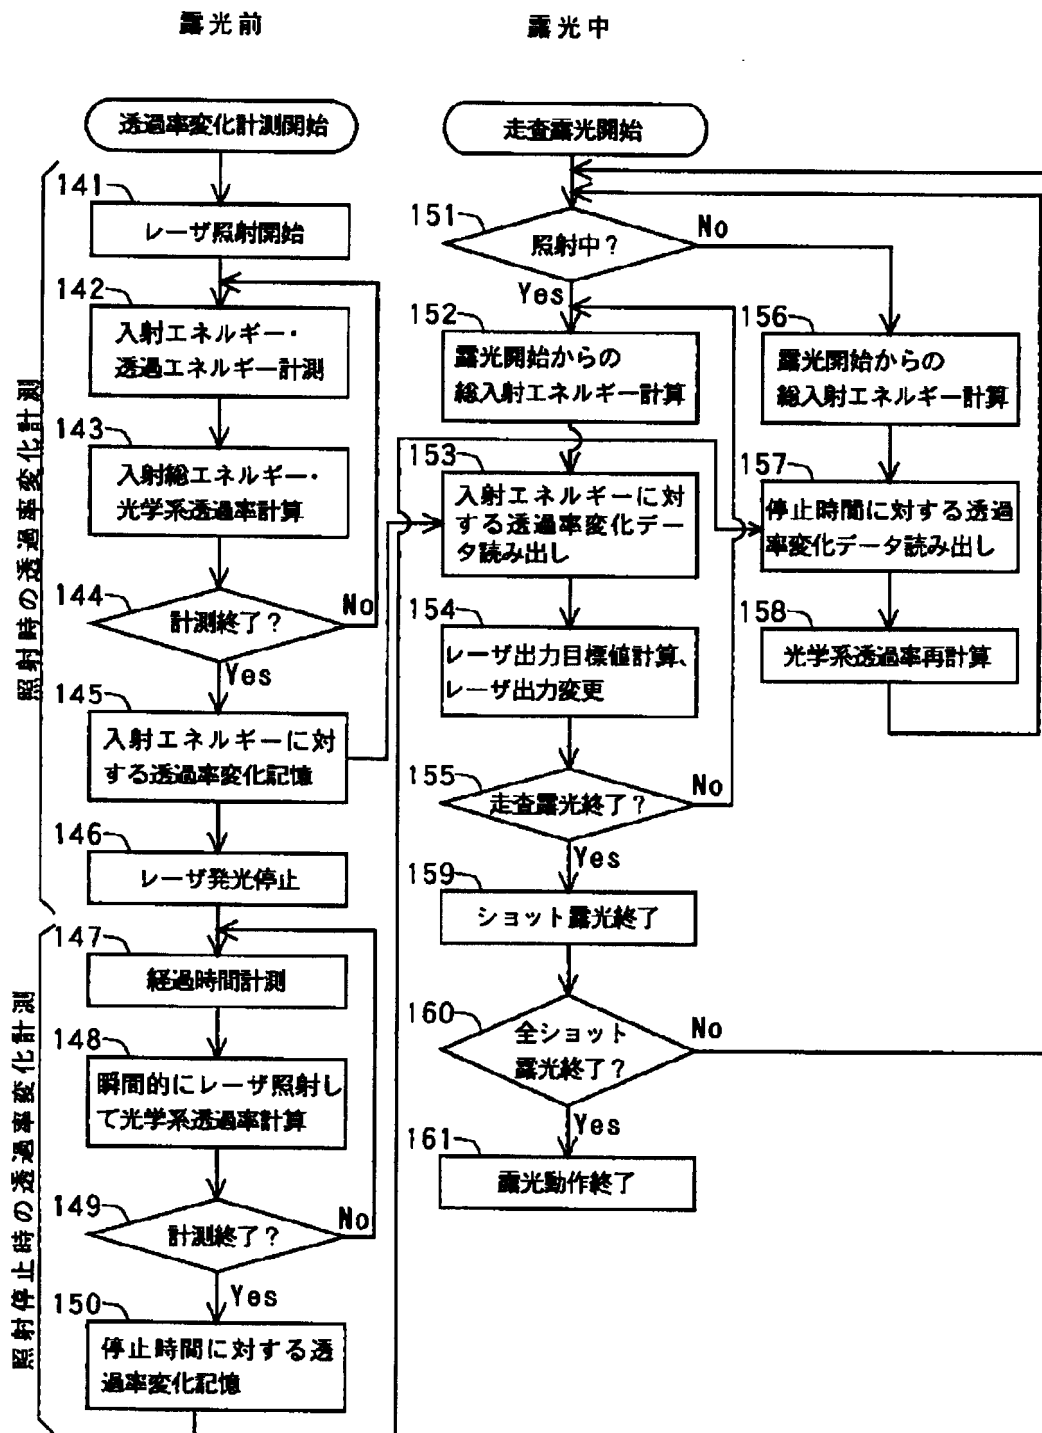 露光前
露光中
透過率変化計測開始
照射時の透過率変化計測
141
レーザ照射開始
142
入射エネルギー・
透過エネルギー計測
143
入射総エネルギー・
光学系透過率計算
144
計測終了？
No
Yes
145
入射エネルギーに対
する透過率変化記憶
146
レーザ発光停止
照射停止時の透過率変化計測
147
経過時間計測
148
瞬間的にレーザ照射し
て光学系透過率計算
149
計測終了？
No
Yes
150
停止時間に対する透
過率変化記憶
走査露光開始
151
照射中？
No
Yes
152
露光開始からの
総入射エネルギー計算
153
入射エネルギーに対
する透過率変化デー
タ読み出し
154
レーザ出力目標値計算、
レーザ出力変更
155
走査露光終了？
No
Yes
156
露光開始からの
総入射エネルギー計算
157
停止時間に対する透過
率変化データ読み出し
158
光学系透過率再計算
159
ショット露光終了
160
全ショット
露光終了？
No
Yes
161
露光動作終了